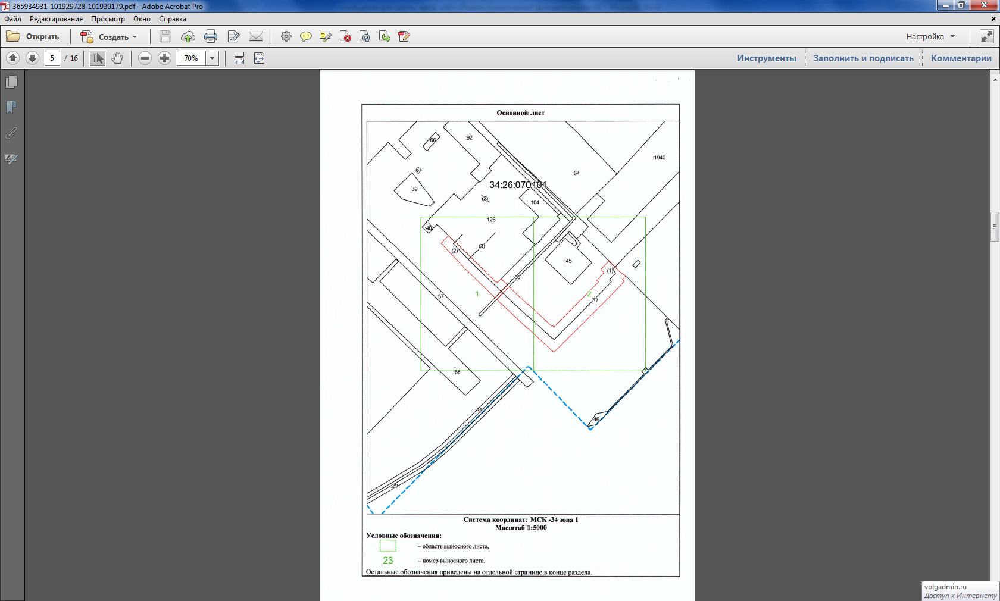 365934931-101929728-101930179.pdf - Adobe Acrobat Pro
Файл Редактирование Просмотр Окно Справка
Открыть Создать Настройка
5 / 16 70% Инструменты Заполнить и подписать Комментарии
Основной лист
:66 :92
:1940
:67 :64
34:26:070101
:39
(2) :104
:126
:40
(3)
(2)
:45
(1)
:50
1 2
:57
(4)
:68
:35
:46
:29
Система координат: МСК -34 зона 1
Масштаб 1:5000
Условные обозначения:
– область выносного листа,
23 – номер выносного листа.
Остальные обозначения приведены на отдельной странице в конце раздела.
volgadmin.ru
Доступ к Интернету